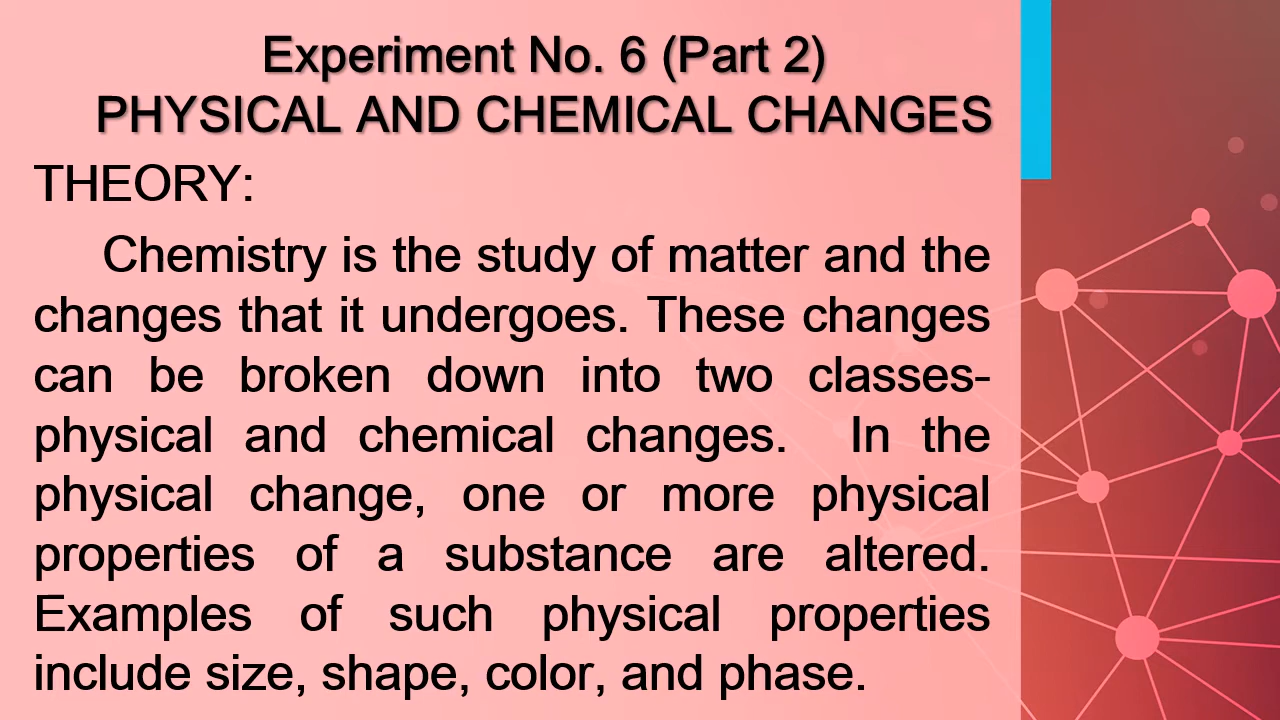 Experiment No. 6 (Part 2)
PHYSICAL AND CHEMICAL CHANGES
THEORY:
Chemistry is the study of matter and the
changes that it undergoes. These changes
can be broken down into two classes-
physical and chemical changes. In the
physical change, one or more physical
properties of a substance are altered.
Examples of such physical properties
include size, shape, color, and phase.